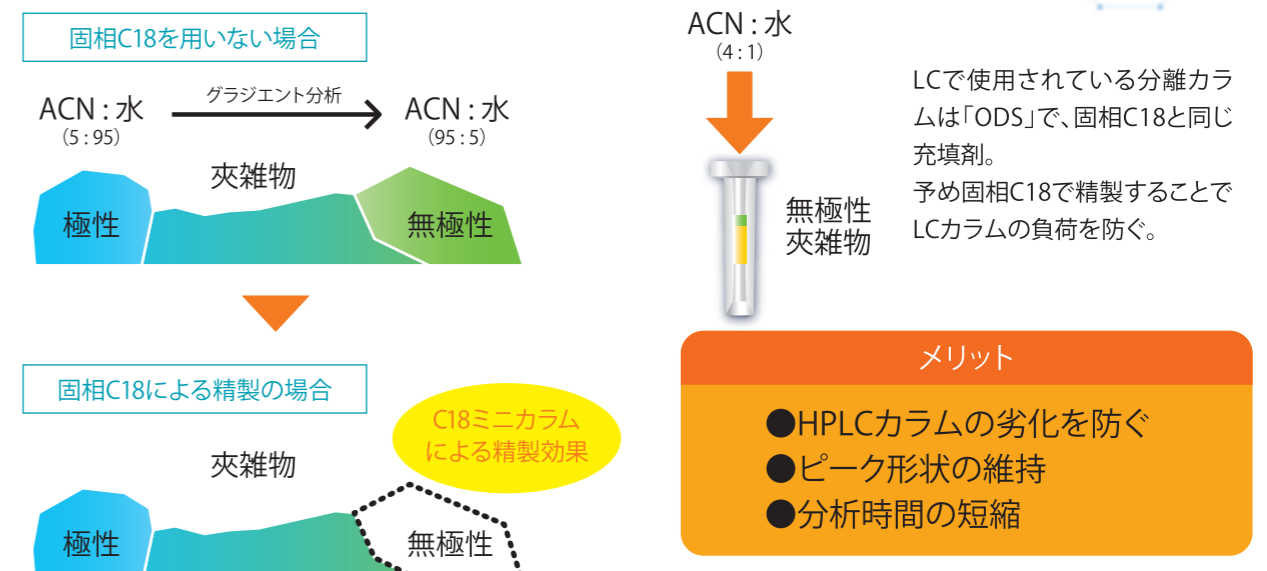 固相C18を用いない場合
ACN : 水
(5 : 95)
グラジエント分析
ACN : 水
(95 : 5)
夾雑物
極性
無極性
固相C18による精製の場合
C18ミニカラム
による精製効果
夾雑物
極性
無極性
ACN : 水
(4 : 1)
無極性
夾雑物
LCで使用されている分離カラ
ムは「ODS」で、固相C18と同じ
充填剤。
予め固相C18で精製することで
LCカラムの負荷を防ぐ。
メリット
●HPLCカラムの劣化を防ぐ
●ピーク形状の維持
●分析時間の短縮